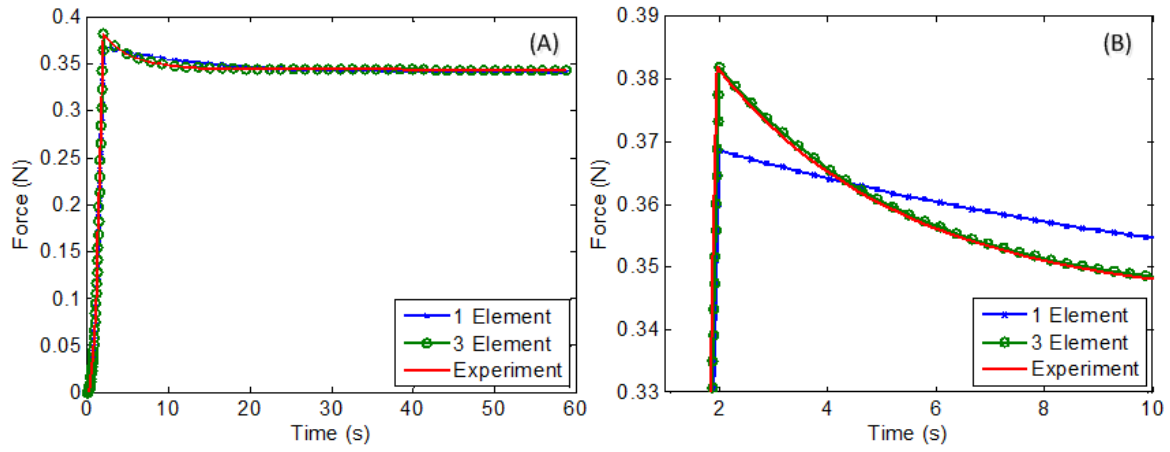 (A)
Force (N)
0.4
0.35
0.3
0.25
0.2
0.15
0.1
0.05
0
0 10 20 30 40 50 60
Time (s)
1 Element
3 Element
Experiment
(B)
Force (N)
0.39
0.38
0.37
0.36
0.35
0.34
0.33
2 4 6 8 10
Time (s)
1 Element
3 Element
Experiment